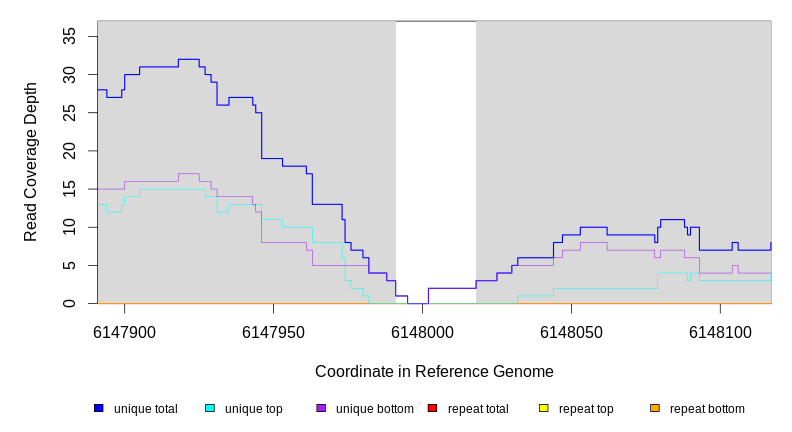 35
30
25
20
15
10
5
0
Read Coverage Depth
6147900 6147950 6148000 6148050 6148100
Coordinate in Reference Genome
unique total unique top unique bottom repeat total repeat top repeat bottom